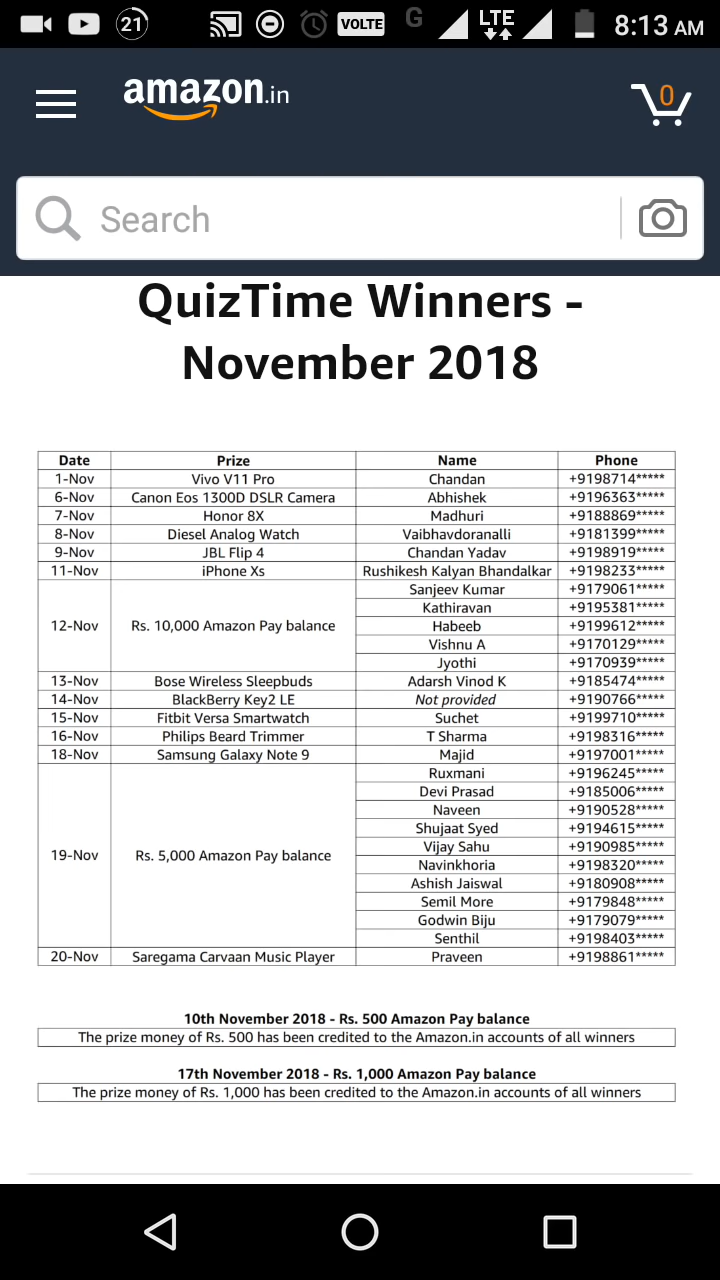 21 VOLTE G LTE 8:13 AM
amazon.in 0
Search
QuizTime Winners -
November 2018
Date Prize Name Phone
1-Nov Vivo V11 Pro Chandan +9198714*****
6-Nov Canon Eos 1300D DSLR Camera Abhishek +9196363*****
7-Nov Honor 8X Madhuri +9188869*****
8-Nov Diesel Analog Watch Vaibhavdoranalli +9181399*****
9-Nov JBL Flip 4 Chandan Yadav +9198919*****
11-Nov iPhone Xs Rushikesh Kalyan Bhandalkar +9198233*****
Sanjeev Kumar +9179061*****
Kathiravan +9195381*****
12-Nov Rs. 10,000 Amazon Pay balance Habeeb +9199612*****
Vishnu A +9170129*****
Jyothi +9170939*****
13-Nov Bose Wireless Sleepbuds Adarsh Vinod K +9185474*****
14-Nov BlackBerry Key2 LE Not provided +9190766*****
15-Nov Fitbit Versa Smartwatch Suchet +9199710*****
16-Nov Philips Beard Trimmer T Sharma +9198316*****
18-Nov Samsung Galaxy Note 9 Majid +9197001*****
Ruxmani +9196245*****
Devi Prasad +9185006*****
Naveen +9190528*****
Shujaat Syed +9194615*****
Vijay Sahu +9190985*****
19-Nov Rs. 5,000 Amazon Pay balance
Navinkhoria +9198320*****
Ashish Jaiswal +9180908*****
Semil More +9179848*****
Godwin Biju +9179079*****
Senthil +9198403*****
20-Nov Saregama Carvaan Music Player Praveen +9198861*****
10th November 2018 - Rs. 500 Amazon Pay balance
The prize money of Rs. 500 has been credited to the Amazon.in accounts of all winners
17th November 2018 - Rs. 1,000 Amazon Pay balance
The prize money of Rs. 1,000 has been credited to the Amazon.in accounts of all winners